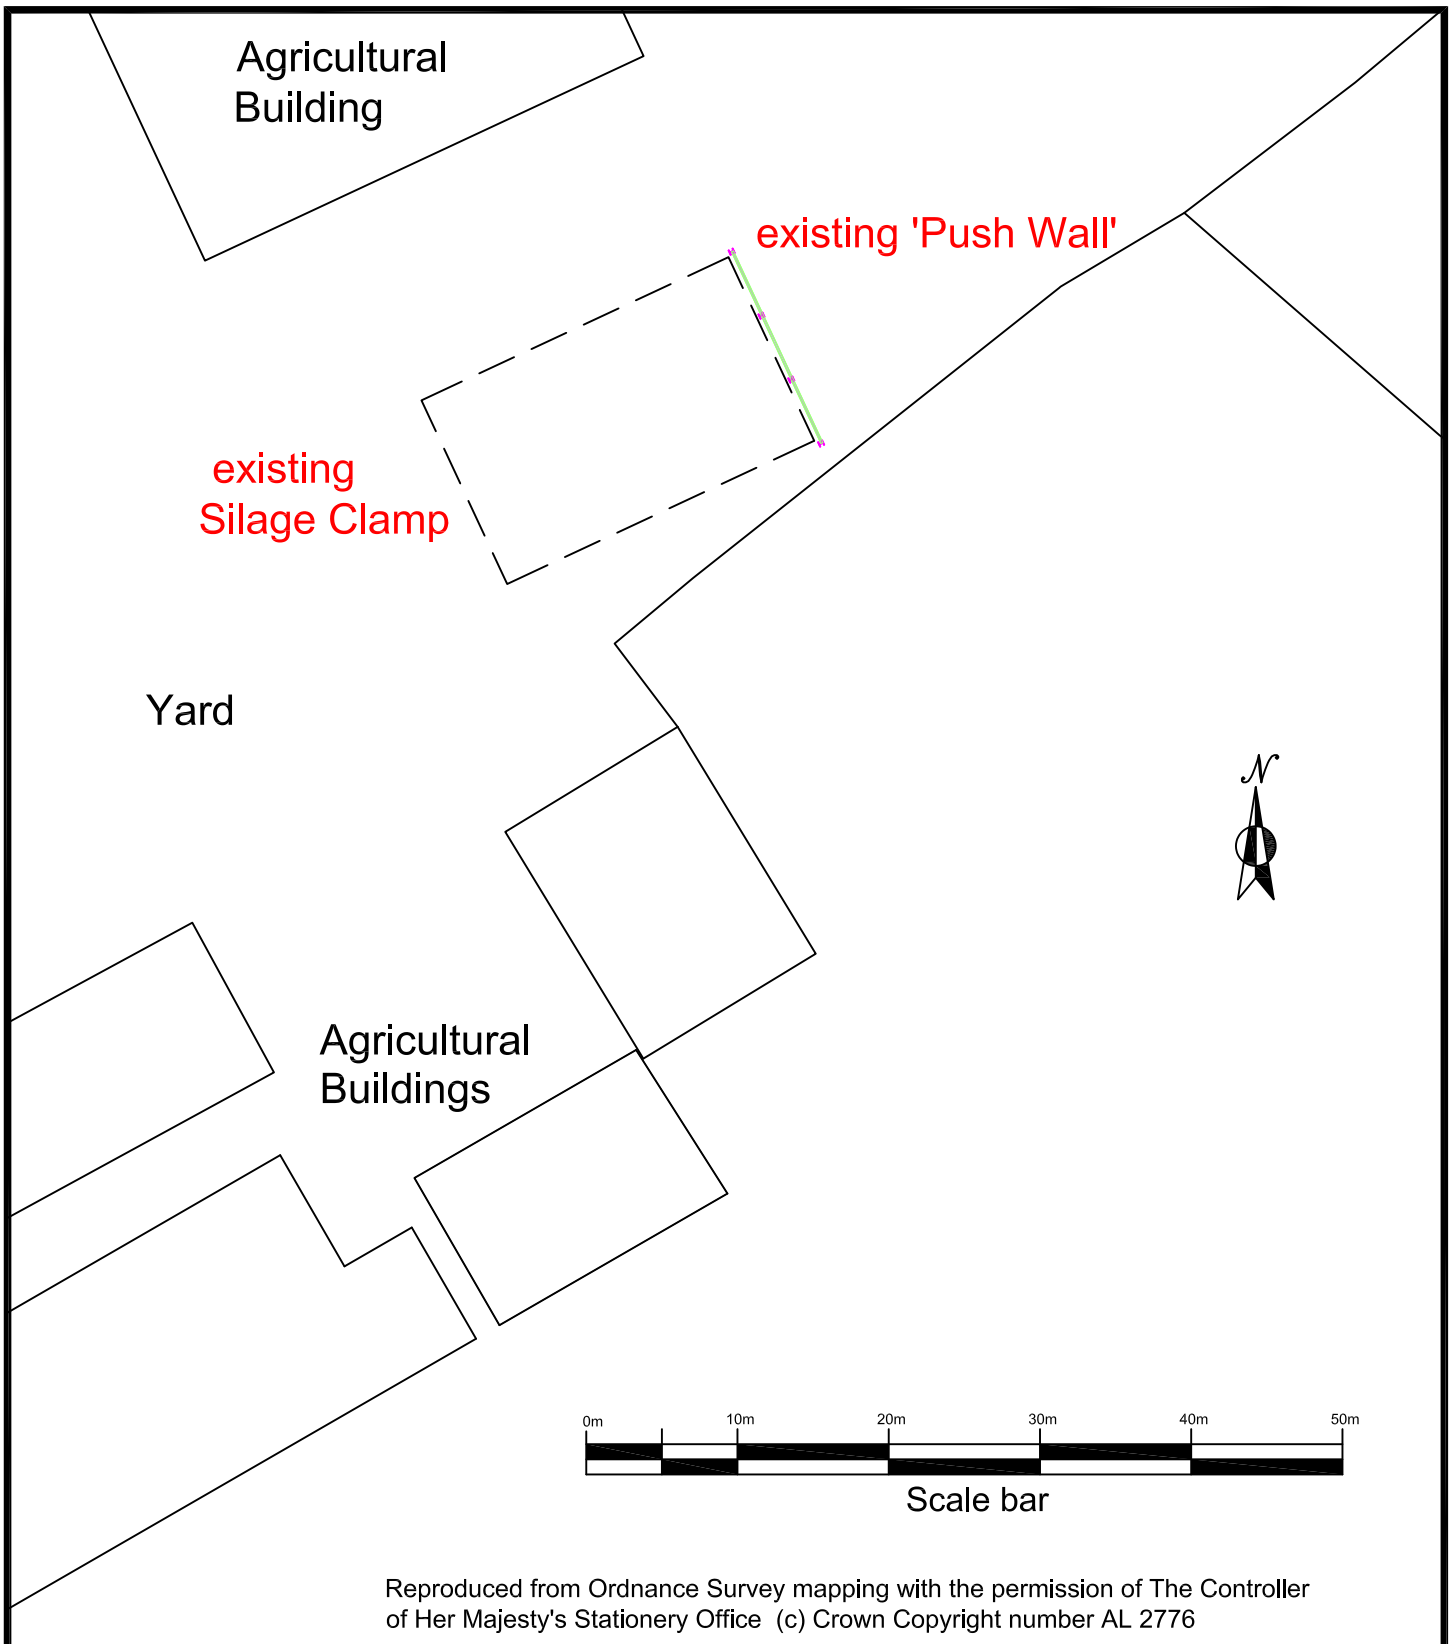 Agricultural
Building
existing 'Push Wall'
existing
Silage Clamp
Yard
N
Agricultural
Buildings
0m 10m 20m 30m 40m 50m
Scale bar
Reproduced from Ordnance Survey mapping with the permission of The Controller
of Her Majesty's Stationery Office (c) Crown Copyright number AL 2776